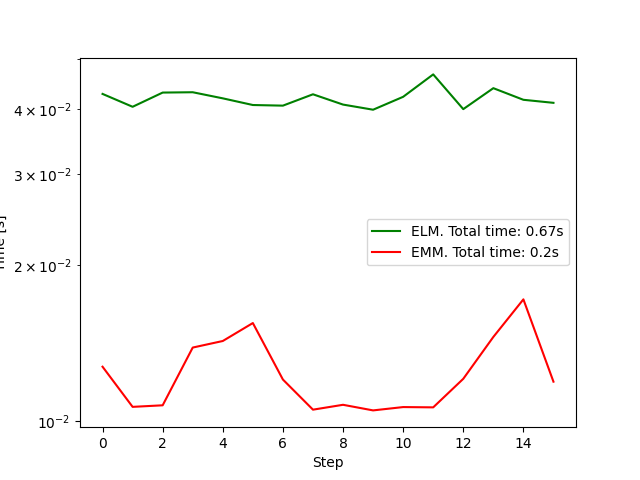 4 × 10⁻²
3 × 10⁻²
2 × 10⁻²
10⁻²
ELM. Total time: 0.67s
EMM. Total time: 0.2s
0 2 4 6 8 10 12 14
Step